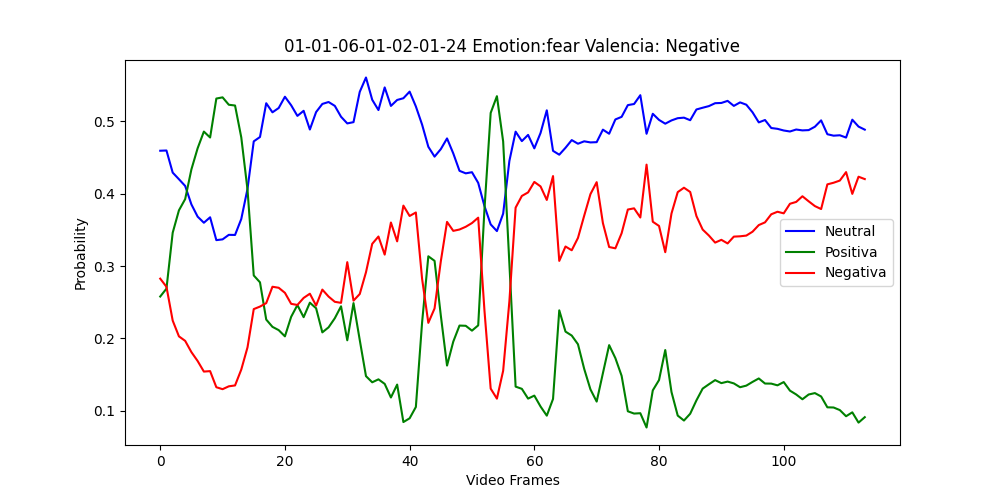 01-01-06-01-02-01-24 Emotion:fear Valencia: Negative
Probability
0.5
0.4
0.3
0.2
0.1
Neutral
Positiva
Negativa
0 20 40 60 80 100
Video Frames